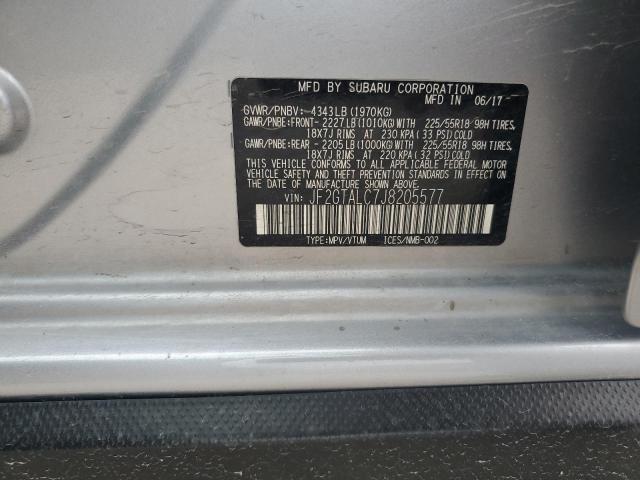 MFD BY SUBARU CORPORATION
MFD IN 06/17
GVWR/PNBV: 4343LB(1970KG)
GAWR/PNBE:FRONT- 2227LB(1010KG)WITH 225/55R18 98H TIRES,
18X7J RIMS AT 230 KPA (33 PSI)COLD
GAWR/PNBE:REAR - 2205LB(1000KG)WITH 225/55R18 98H TIRES,
18X7J RIMS AT 220 KPA (32 PSI)COLD
THIS VEHICLE CONFORMS TO ALL APPLICABLE FEDERAL MOTOR
VEHICLE SAFETY AND THEFT PREVENTION STANDARDS IN EFFECT ON
THE DATE OF MANUFACTURE SHOWN ABOVE.
VIN: JF2GTALC7J8205577
TYPE:MPV/VTUM ICES/NMB-002